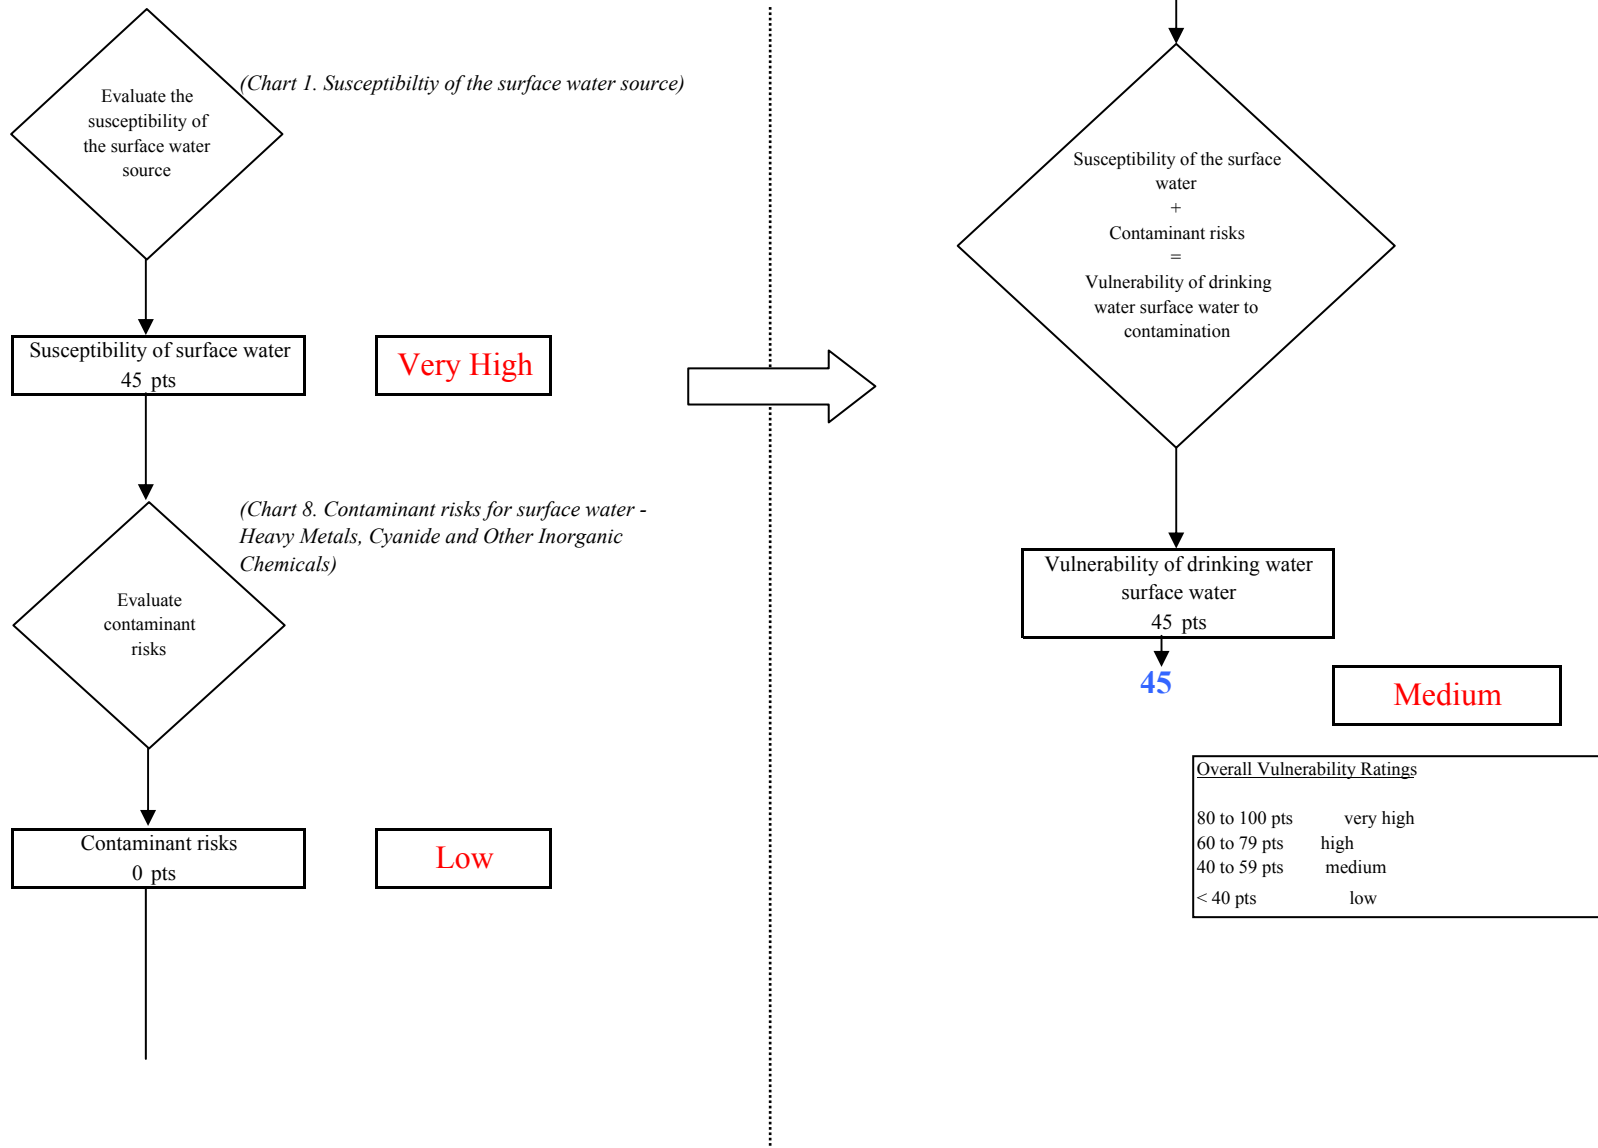 (Chart 1. Susceptibiltiy of the surface water source)
Evaluate the
susceptibility of
the surface water
source
Susceptibility of surface water
45 pts
Very High
(Chart 8. Contaminant risks for surface water -
Heavy Metals, Cyanide and Other Inorganic
Chemicals)
Evaluate
contaminant
risks
Contaminant risks
0 pts
Low
Susceptibility of the surface
water
+
Contaminant risks
=
Vulnerability of drinking
water surface water to
contamination
Vulnerability of drinking water
surface water
45 pts
45
Medium
Overall Vulnerability Ratings
80 to 100 pts very high
60 to 79 pts high
40 to 59 pts medium
< 40 pts low